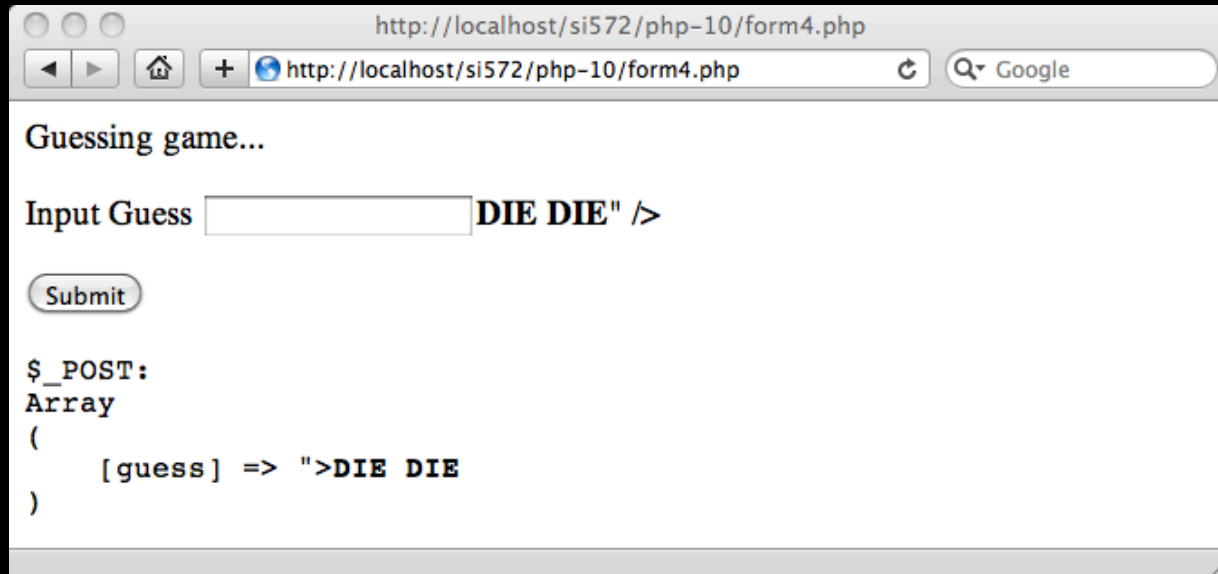 http://localhost/si572/php-10/form4.php
+ http://localhost/si572/php-10/form4.php Google
Guessing game...
Input Guess DIE DIE" />
Submit
$_POST:
Array
(
    [guess] => ">DIE DIE
)